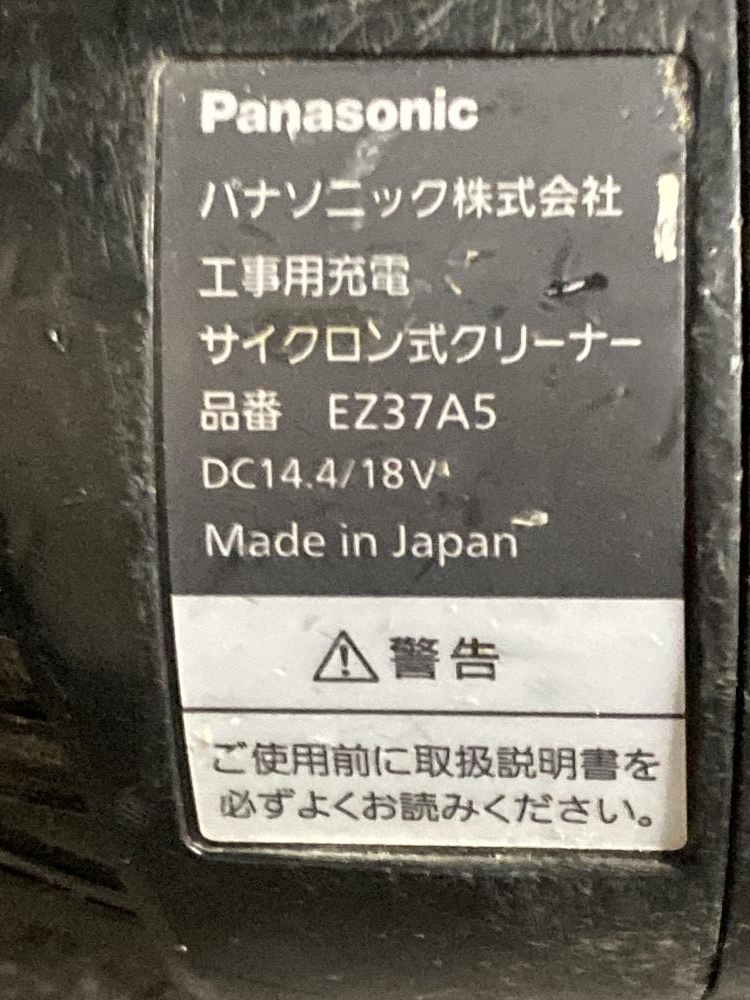 Panasonic
パナソニック株式会社
工事用充電
サイクロン式クリーナー
品番 EZ37A5
DC14.4/18V
Made in Japan
⚠警告
ご使用前に取扱説明書を
必ずよくお読みください。